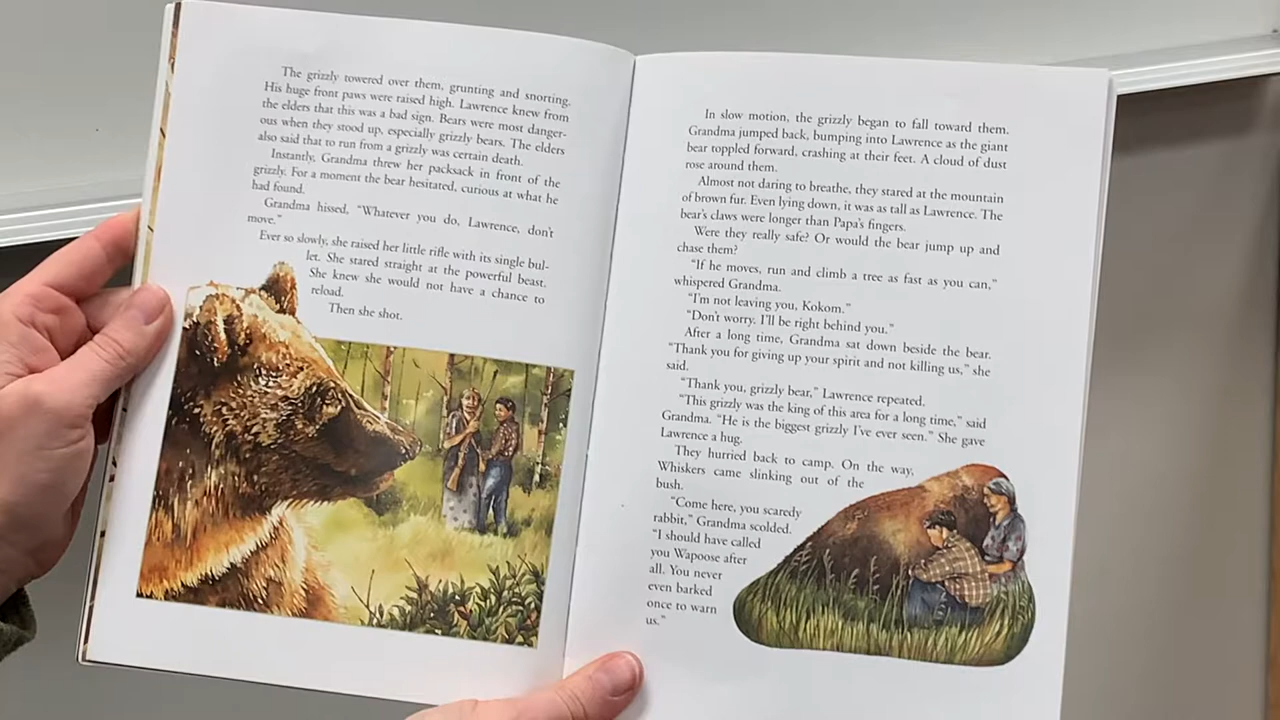 The grizzly towered over them, grunting and snorting.
His huge front paws were raised high. Lawrence knew from
the elders that this was a bad sign. Bears were most danger-
ous when they stood up, especially grizzly bears. The elders
also said that to run from a grizzly was certain death.
Instantly, Grandma threw her packsack in front of the
grizzly. For a moment the bear hesitated, curious at what he
had found.
Grandma hissed, “Whatever you do, Lawrence, don’t
move.”
Ever so slowly, she raised her little rifle with its single bul-
let. She stared straight at the powerful beast.
She knew she would not have a chance to
reload.
Then she shot.
In slow motion, the grizzly began to fall toward them.
Grandma jumped back, bumping into Lawrence as the giant
bear toppled forward, crashing at their feet. A cloud of dust
rose around them.
Almost not daring to breathe, they stared at the mountain
of brown fur. Even lying down, it was as tall as Lawrence. The
bear’s claws were longer than Papa’s fingers.
Were they really safe? Or would the bear jump up and
chase them?
“If he moves, run and climb a tree as fast as you can,”
whispered Grandma.
“I’m not leaving you, Kokom.”
“Don’t worry. I’ll be right behind you.”
After a long time, Grandma sat down beside the bear.
“Thank you for giving up your spirit and not killing us,” she
said.
“Thank you, grizzly bear,” Lawrence repeated.
“This grizzly was the king of this area for a long time,” said
Grandma. “He is the biggest grizzly I’ve ever seen.” She gave
Lawrence a hug.
They hurried back to camp. On the way,
Whiskers came slinking out of the
bush.
“Come here, you scaredy
rabbit,” Grandma scolded.
“I should have called
you Wapoose after
all. You never
even barked
once to warn
us.”